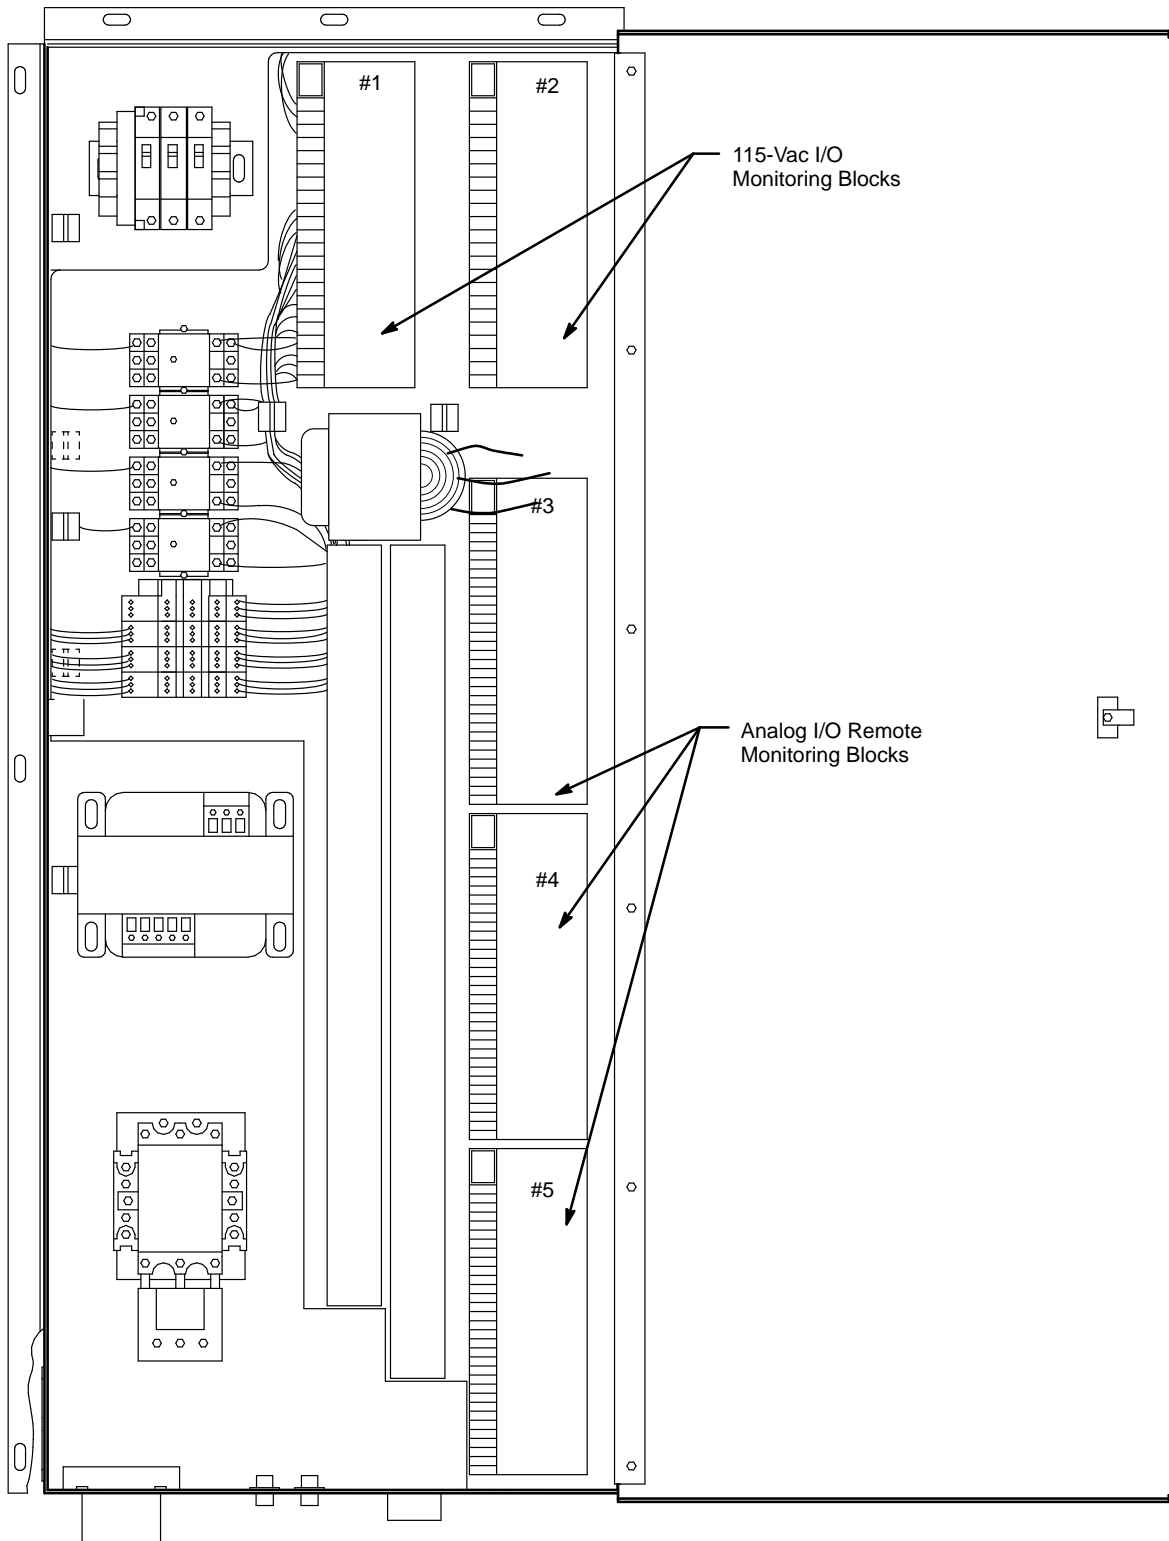 #1
#2
115-Vac I/O
Monitoring Blocks
#3
Analog I/O Remote
Monitoring Blocks
#4
#5